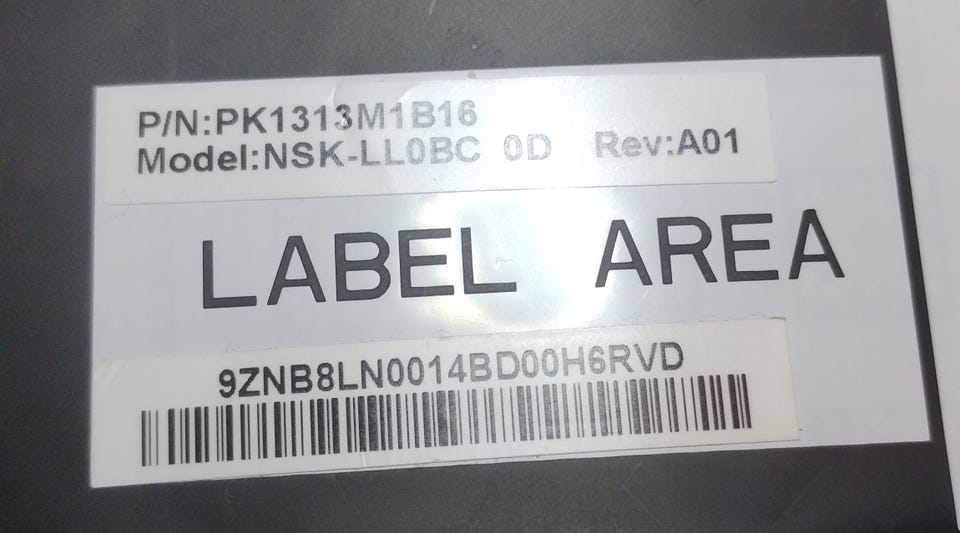 P/N:PK1313M1B16
Model:NSK-LL0BC 0D Rev:A01
LABEL AREA
9ZNB8LN0014BD00H6RVD